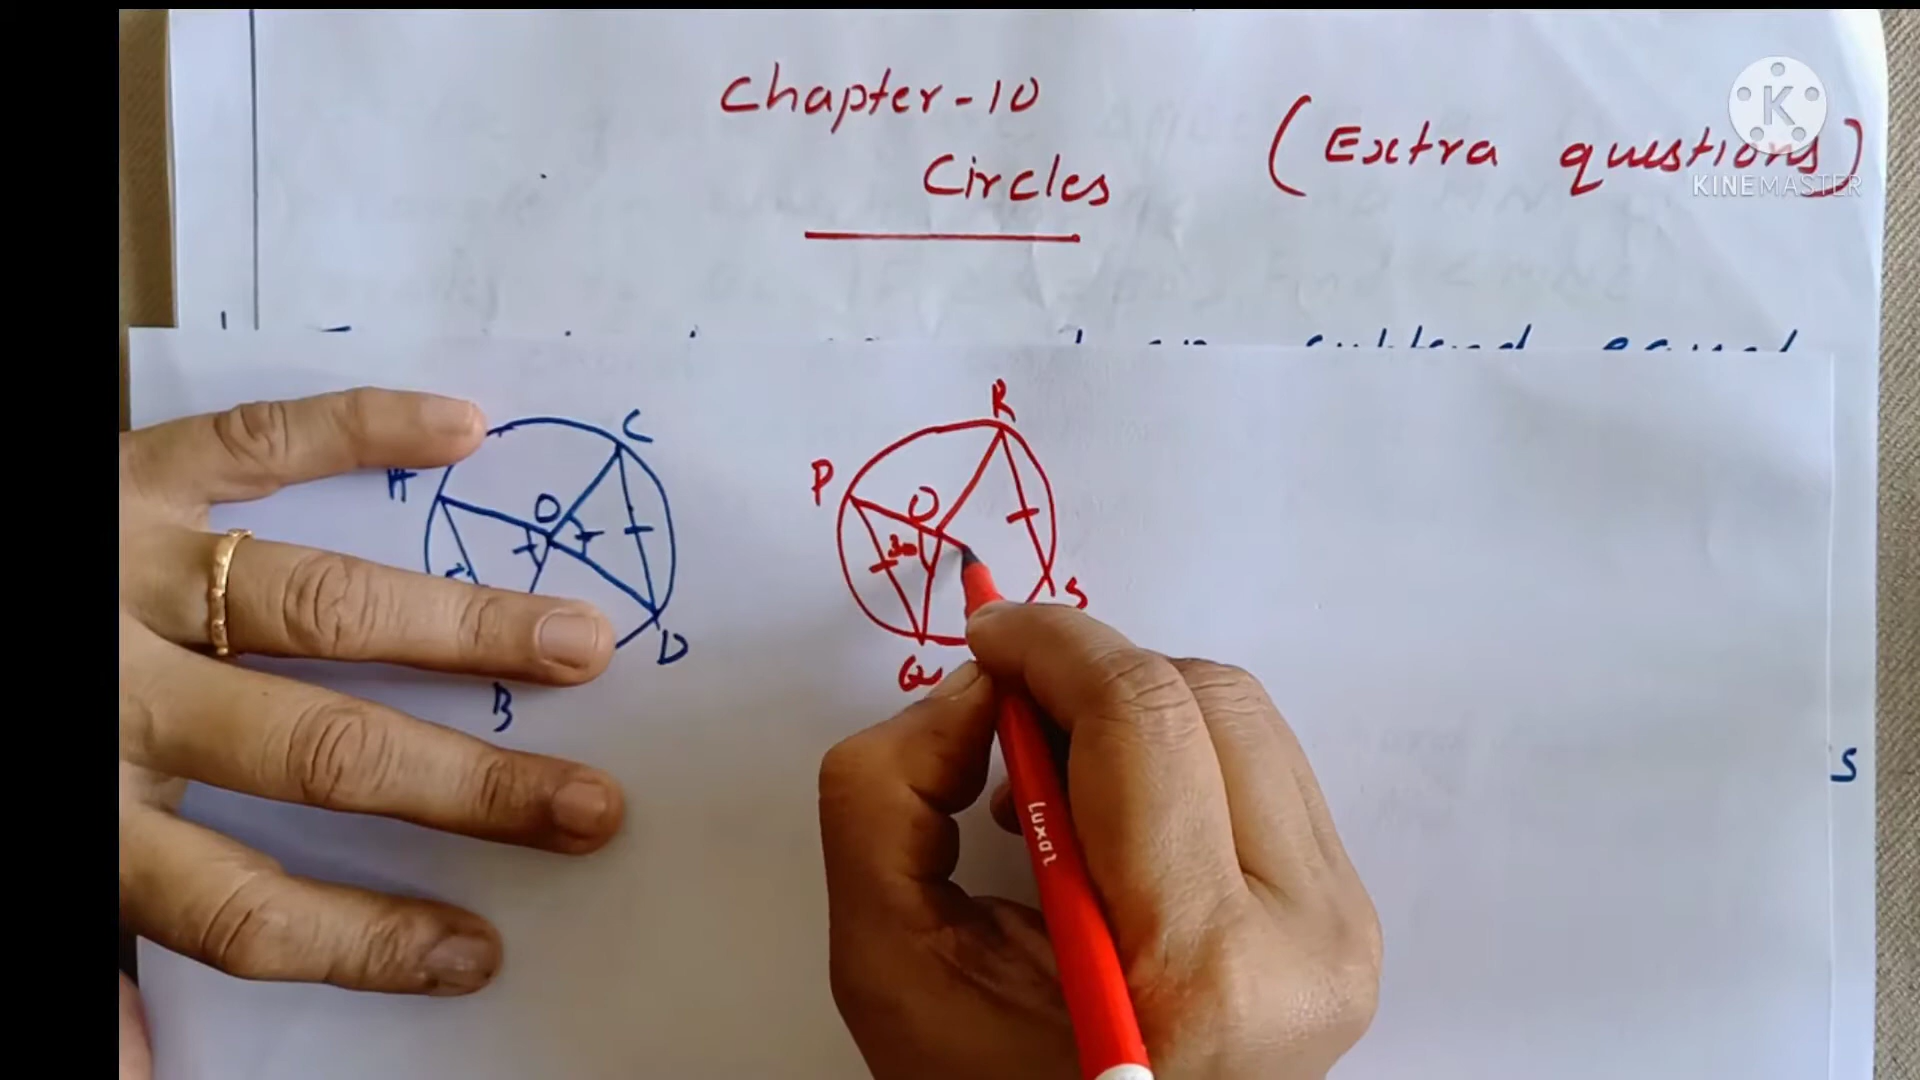 Chapter-10
Circles
(Extra questions)
K
KINEMASTER
C
A
O
D
B
R
P
O
30
S
Q
S
Luxor